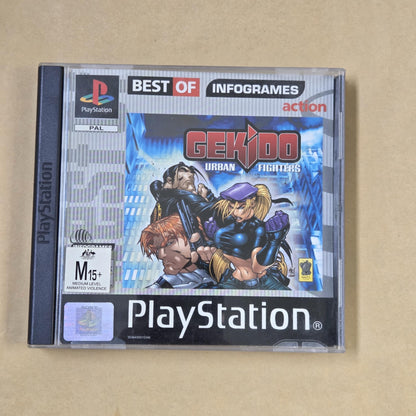 PlayStation
PAL
BEST OF INFOGRAMES
action
GEKIDO
URBAN FIGHTERS
PlayStation
M15+
MEDIUM LEVEL
ANIMATED VIOLENCE
PlayStation®